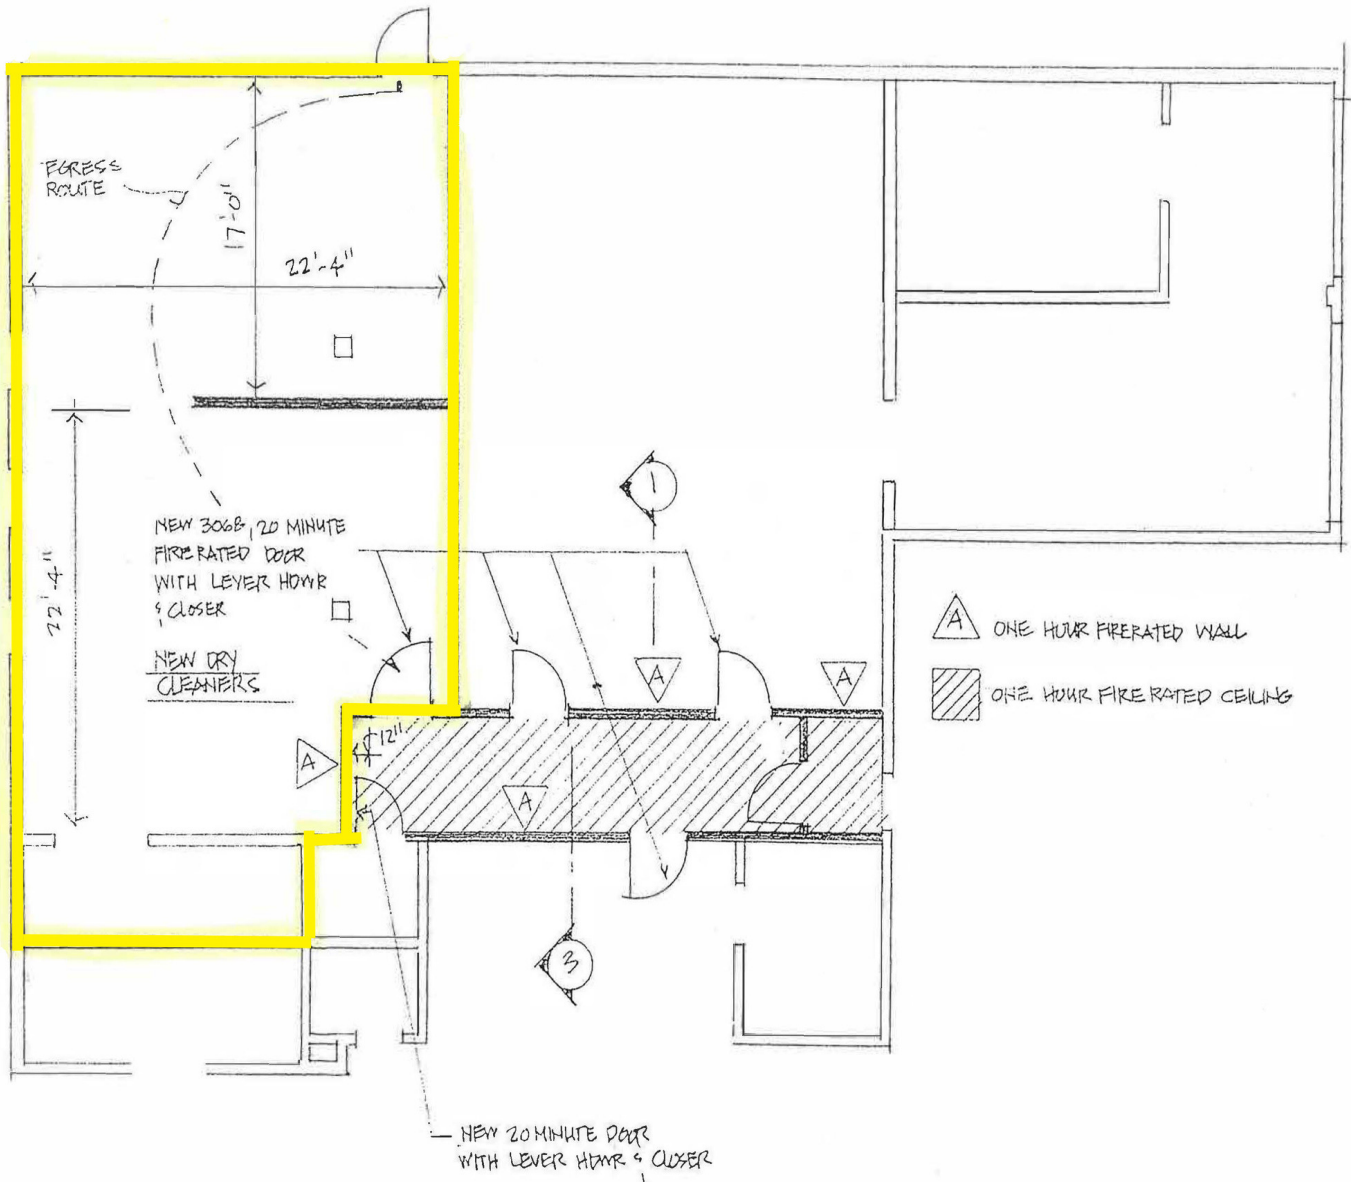 EGRESS
ROUTE
17'-0"
22'-4"
NEW 3068, 20 MINUTE
FIRE RATED DOOR
WITH LEVER HDWR
& CLOSER
22'-4"
NEW DRY
CLEANERS
1
A
A
A
12"
A
3
A ONE HOUR FIRERATED WALL
ONE HOUR FIRE RATED CEILING
NEW 20 MINUTE DOOR
WITH LEVER HDWR & CLOSER